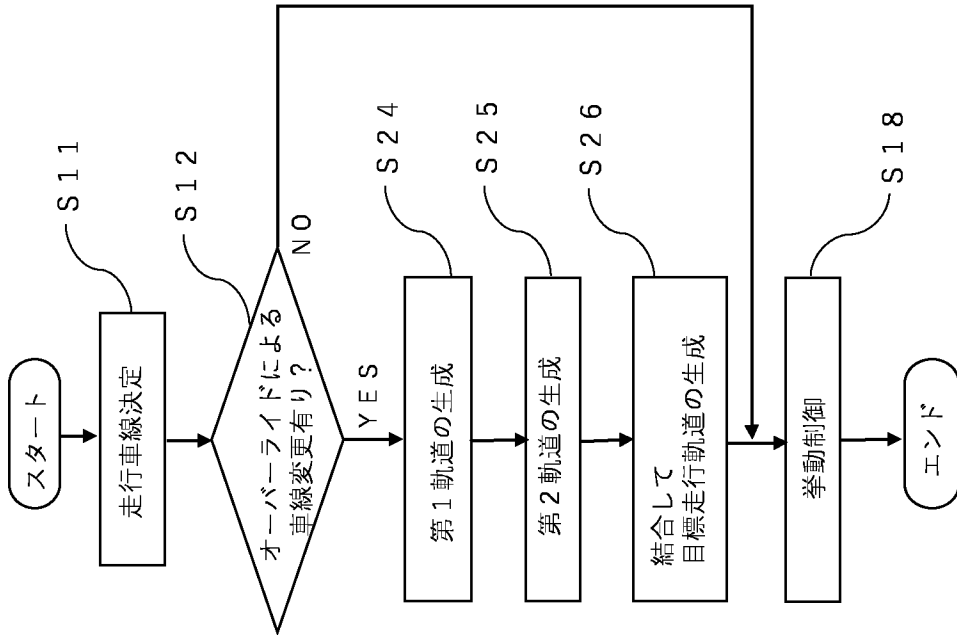 スタート
走行車線決定
S11
オーバーライドによる
車線変更有り?
S12
NO
YES
第1軌道の生成
S24
第2軌道の生成
S25
結合して
目標走行軌道の生成
S26
挙動制御
S18
エンド